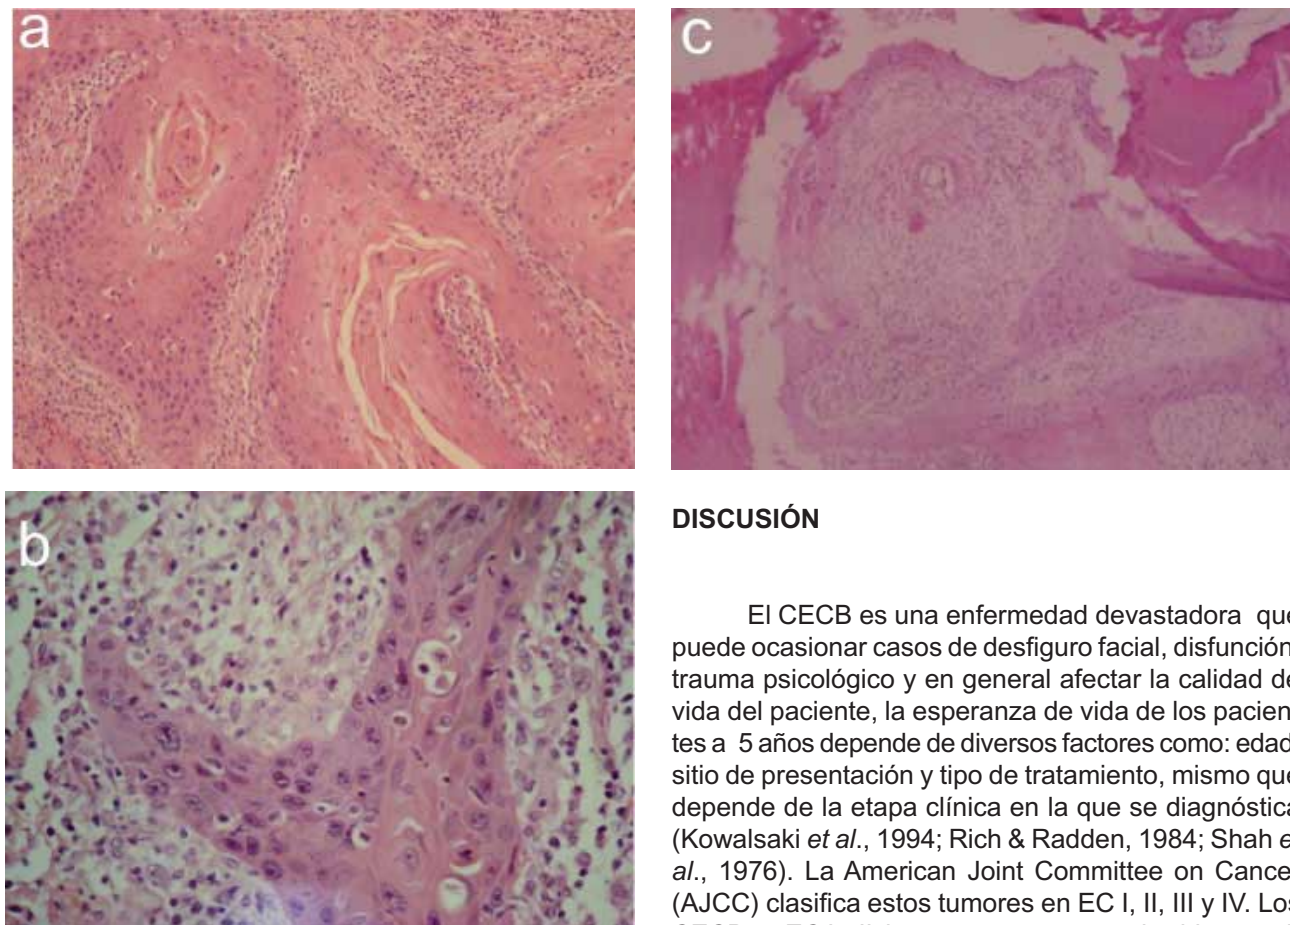 a
c
b
DISCUSIÓN
El CECB es una enfermedad devastadora que
puede ocasionar casos de desfiguro facial, disfunción
trauma psicológico y en general afectar la calidad de
vida del paciente, la esperanza de vida de los pacien
tes a 5 años depende de diversos factores como: edad
sitio de presentación y tipo de tratamiento, mismo que
depende de la etapa clínica en la que se diagnóstica
(Kowalsaki et al., 1994; Rich & Radden, 1984; Shah e
al., 1976). La American Joint Committee on Cance
(AJCC) clasifica estos tumores en EC I, II, III y IV. Los